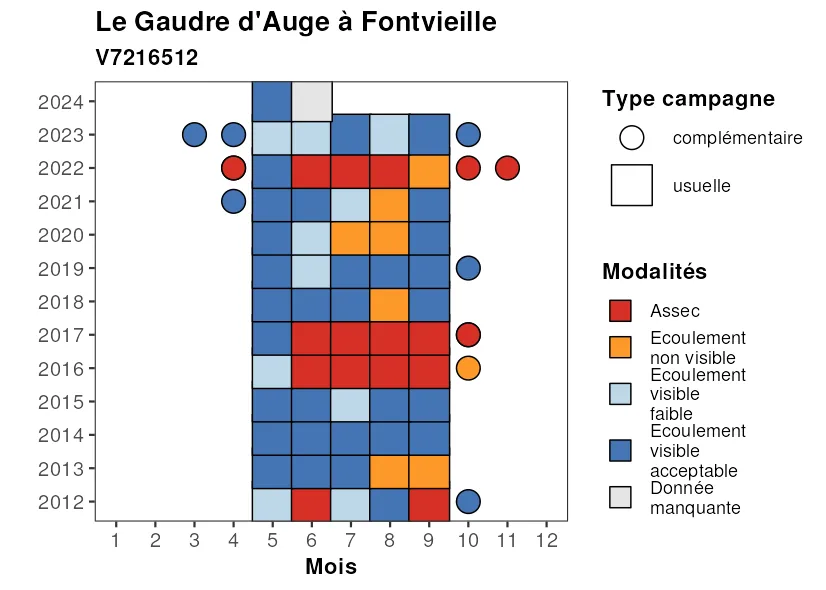 Le Gaudre d'Auge à Fontvieille
V7216512
2024
2023
2022
2021
2020
2019
2018
2017
2016
2015
2014
2013
2012
1 2 3 4 5 6 7 8 9 10 11 12
Mois
Type campagne
complémentaire
usuelle
Modalités
Assec
Ecoulement
non visible
Ecoulement
visible
faible
Ecoulement
visible
acceptable
Donnée
manquante